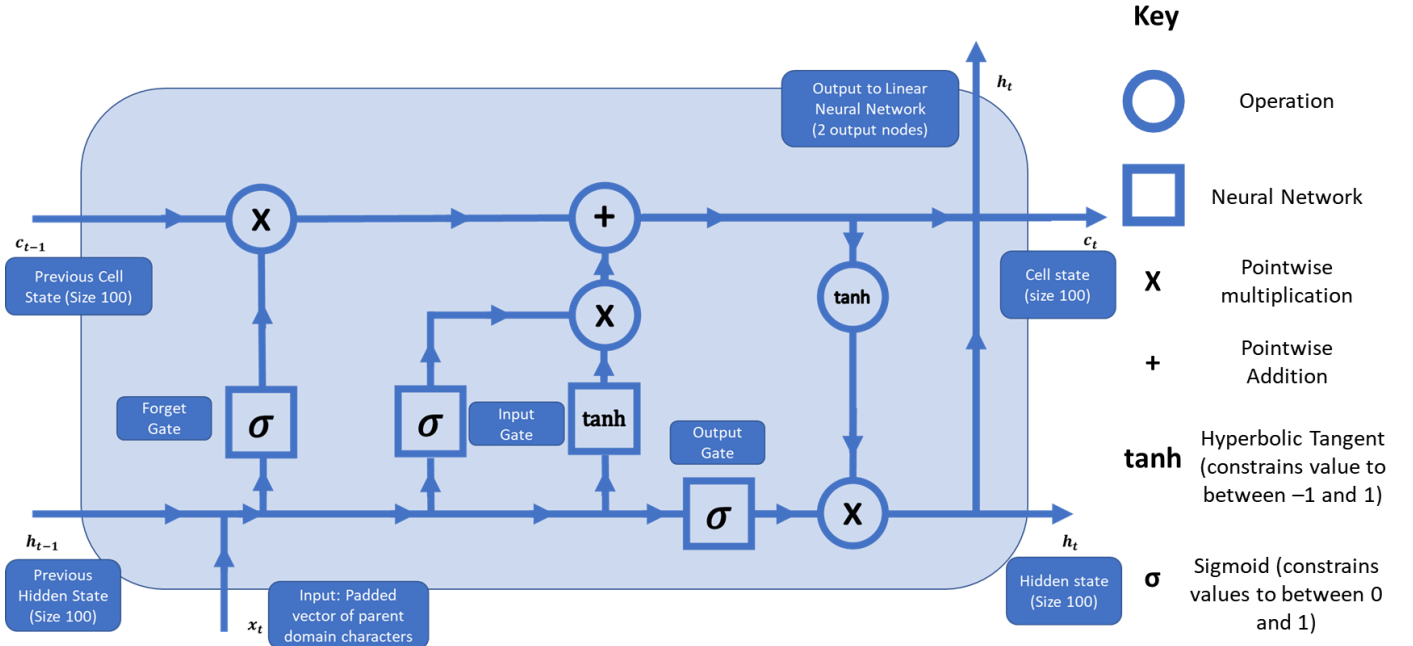 Key
Output to Linear
Neural Network
(2 output nodes)
h_t
Operation
Neural Network
X
+
c_{t-1}
c_t
Previous Cell
State (Size 100)
Cell state
(size 100)
tanh
X
X
Pointwise
multiplication
+
Pointwise
Addition
Forget
Gate
σ
σ
Input
Gate
tanh
Output
Gate
tanh
Hyperbolic Tangent
(constrains value to
between –1 and 1)
σ
X
h_{t-1}
h_t
Previous
Hidden State
(Size 100)
x_t
Input: Padded
vector of parent
domain characters
Hidden state
(Size 100)
σ
Sigmoid (constrains
values to between 0
and 1)